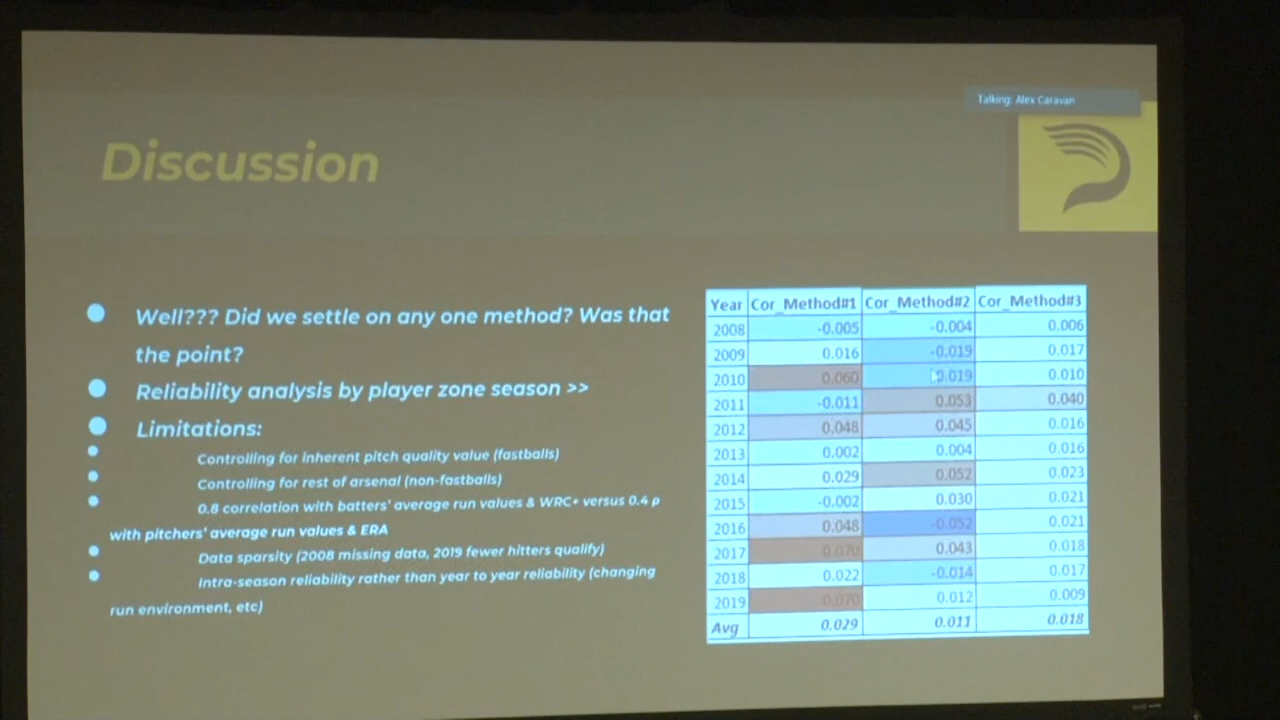 Talking: Alex Caravan
Discussion
Well??? Did we settle on any one method? Was that
the point?
Reliability analysis by player zone season >>
Limitations:
Controlling for inherent pitch quality value (fastballs)
Controlling for rest of arsenal (non-fastballs)
0.8 correlation with batters' average run values & WRC+ versus 0.4 ρ
with pitchers' average run values & ERA
Data sparsity (2008 missing data, 2019 fewer hitters qualify)
Intra-season reliability rather than year to year reliability (changing
run environment, etc)
Year Cor_Method#1 Cor_Method#2 Cor_Method#3
2008 -0.005 -0.004 0.006
2009 0.016 -0.019 0.017
2010 0.060 0.010
2011 -0.011 0.053 0.040
2012 0.048 0.045 0.016
2013 0.002 0.004 0.016
2014 0.029 0.052 0.023
2015 -0.002 0.030 0.021
2016 0.048 -0.052 0.021
2017 0.070 0.043 0.018
2018 0.022 -0.014 0.017
2019 0.070 0.012 0.009
Avg 0.029 0.011 0.018